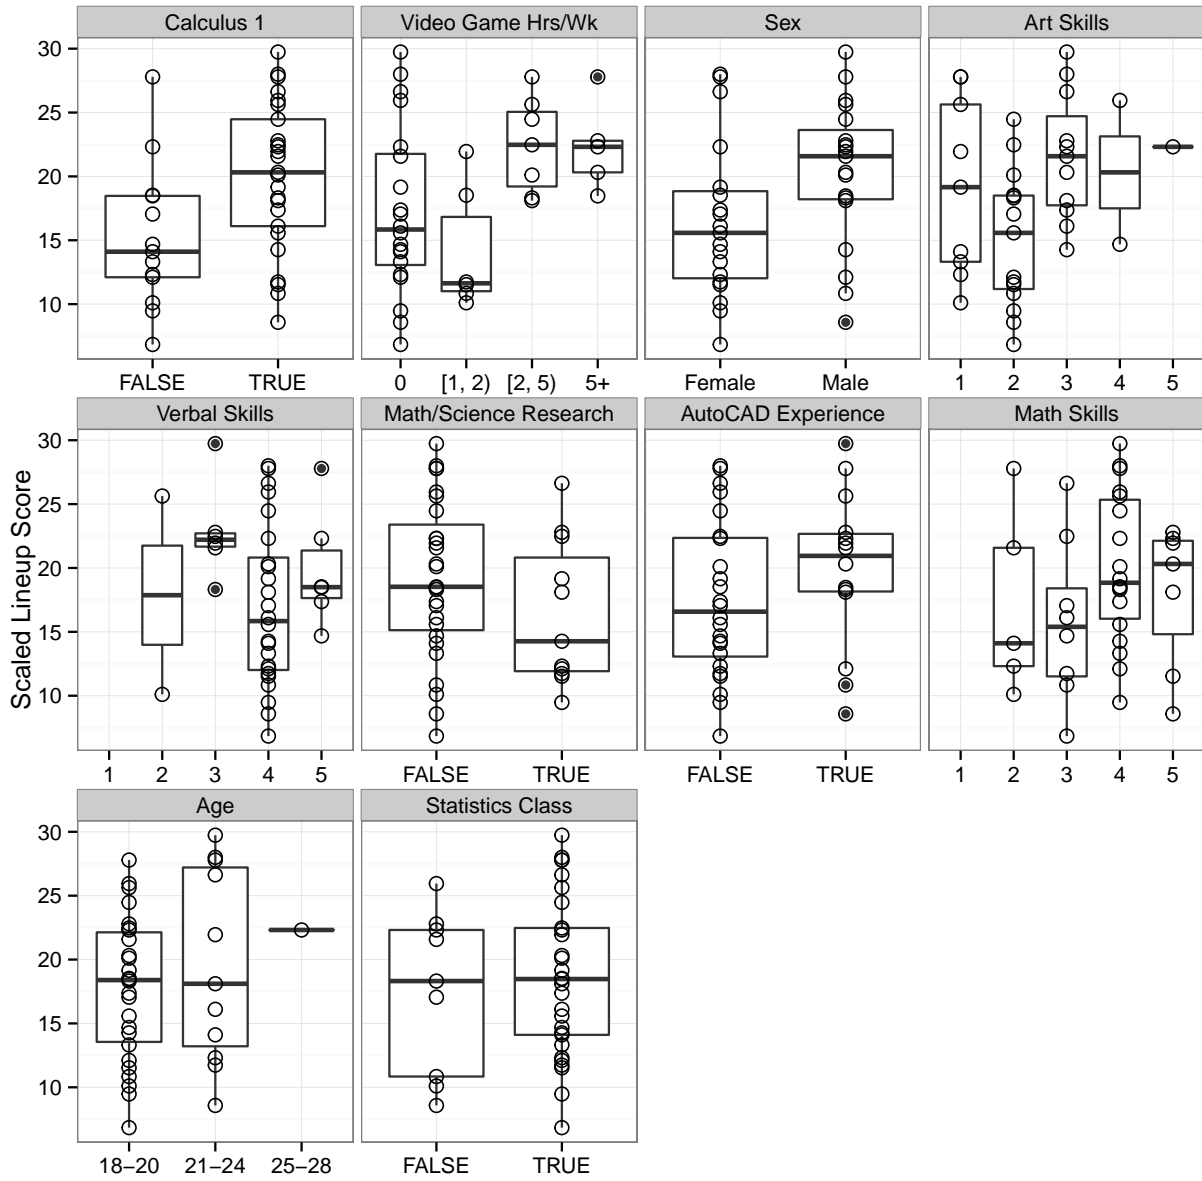 Calculus 1 Video Game Hrs/Wk Sex Art Skills
30
25
20
15
10
FALSE TRUE 0 [1, 2) [2, 5) 5+ Female Male 1 2 3 4 5
Verbal Skills Math/Science Research AutoCAD Experience Math Skills
Scaled Lineup Score
30
25
20
15
10
1 2 3 4 5 FALSE TRUE FALSE TRUE 1 2 3 4 5
Age Statistics Class
30
25
20
15
10
18–20 21–24 25–28 FALSE TRUE